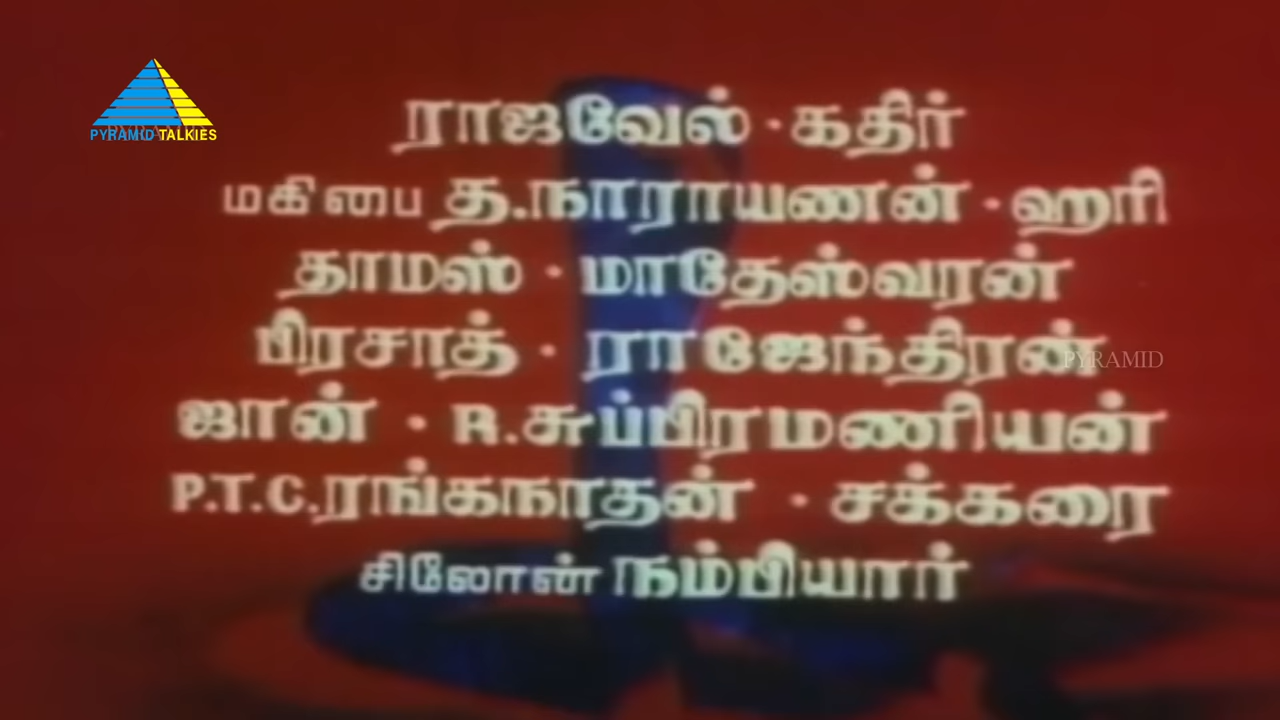 PYRAMID TALKIES
ராஜவேல் · கதிர்
மகிபை த.நாராயணன் · ஹரி
தாமஸ் · மாதேஸ்வரன்
பிரசாத் · ராஜேந்திரன்
PYRAMID
ஜான் · R.சுப்பிரமணியன்
P.T.C.ரங்கநாதன் · சக்கரை
சிலோன் நம்பியார்